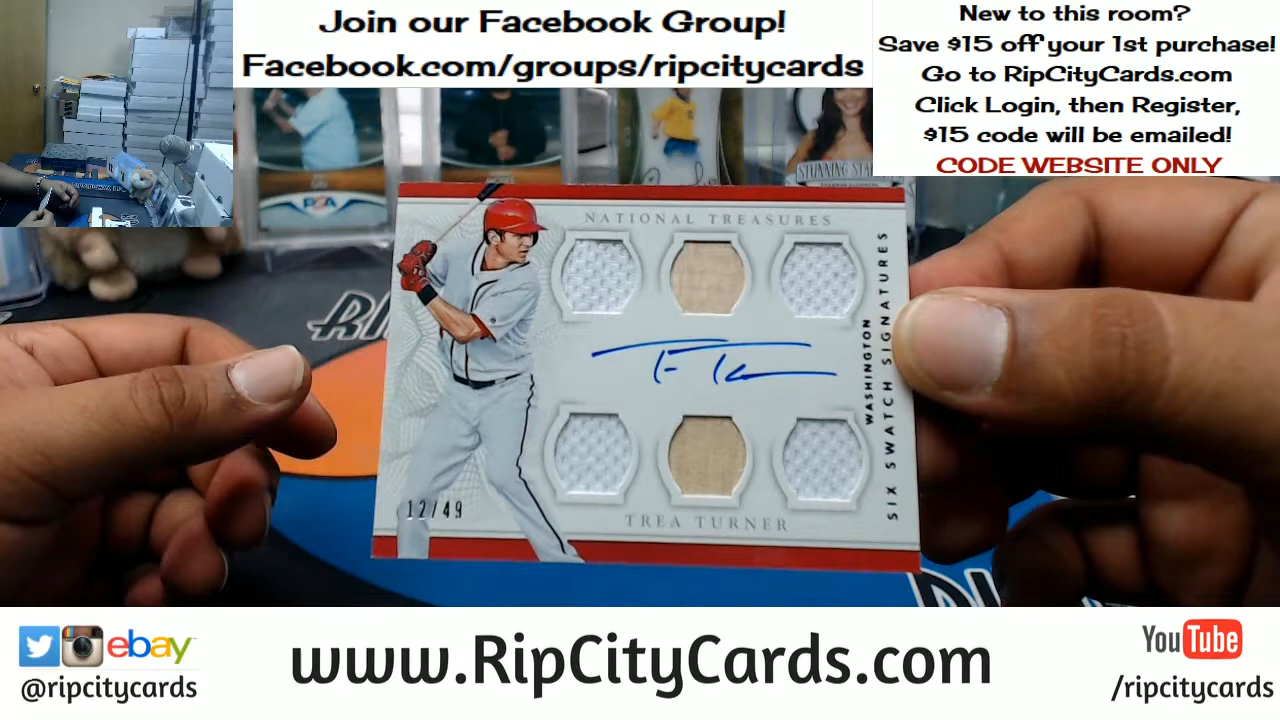 Join our Facebook Group!
Facebook.com/groups/ripcitycards
New to this room?
Save $15 off your 1st purchase!
Go to RipCityCards.com
Click Login, then Register,
$15 code will be emailed!
CODE WEBSITE ONLY
PSA
STUNNING
NATIONAL TREASURES
WASHINGTON
SIX SWATCH SIGNATURES
12/49
TREA TURNER
ebay
@ripcitycards
www.RipCityCards.com
YouTube
/ripcitycards